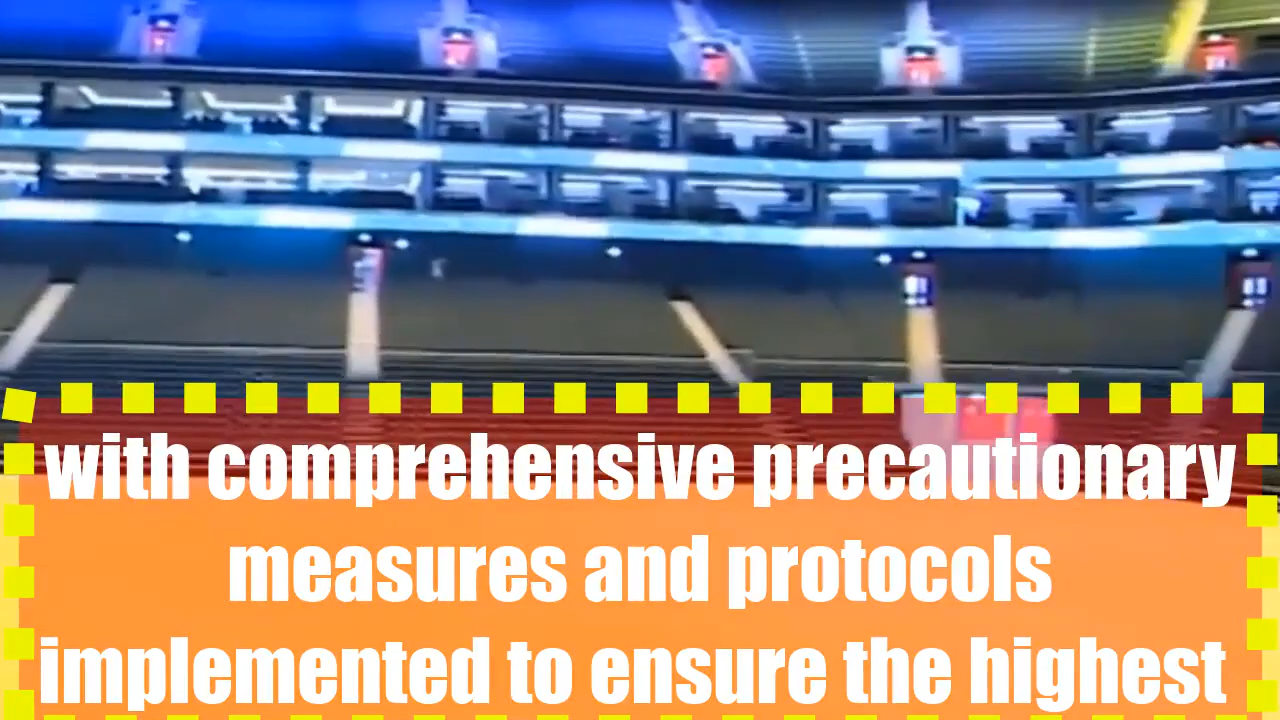 with comprehensive precautionary
measures and protocols
implemented to ensure the highest